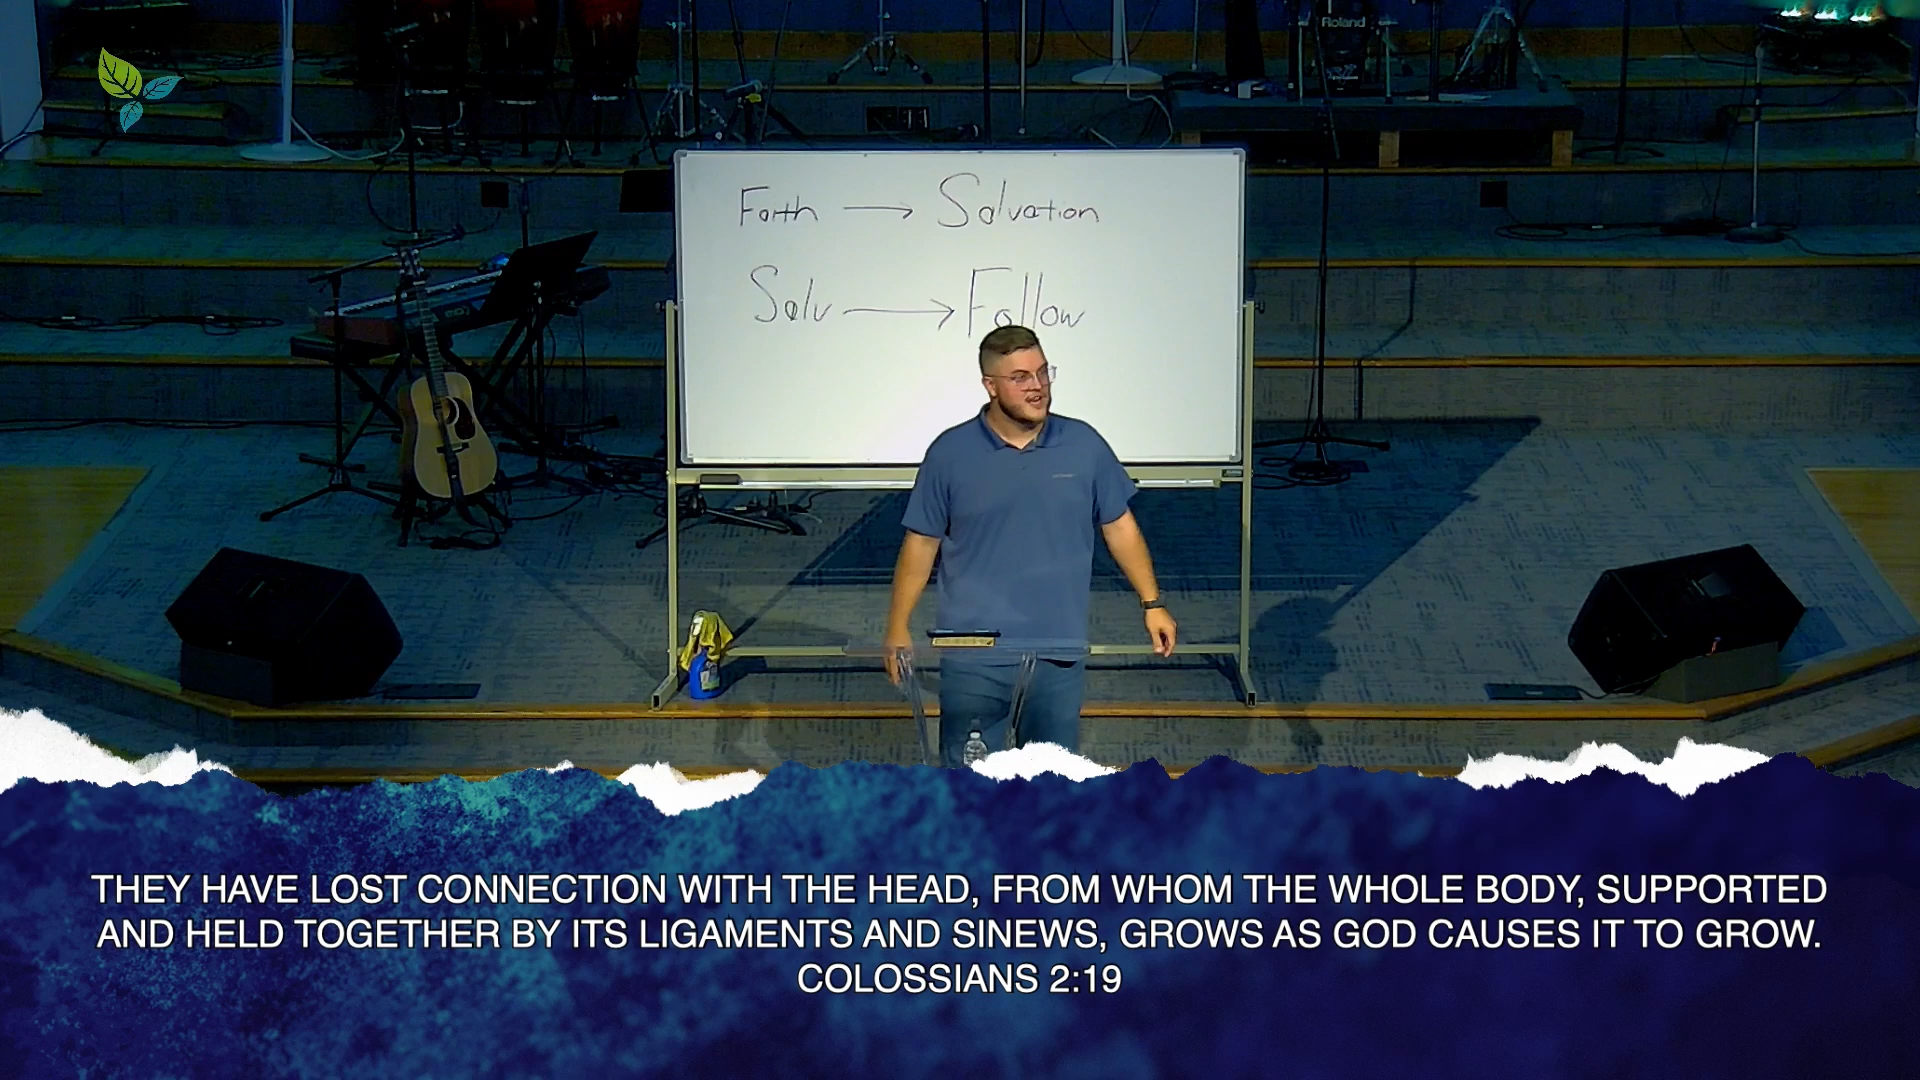 Roland
Faith → Salvation
Salv → Follow
THEY HAVE LOST CONNECTION WITH THE HEAD, FROM WHOM THE WHOLE BODY, SUPPORTED
AND HELD TOGETHER BY ITS LIGAMENTS AND SINEWS, GROWS AS GOD CAUSES IT TO GROW.
COLOSSIANS 2:19